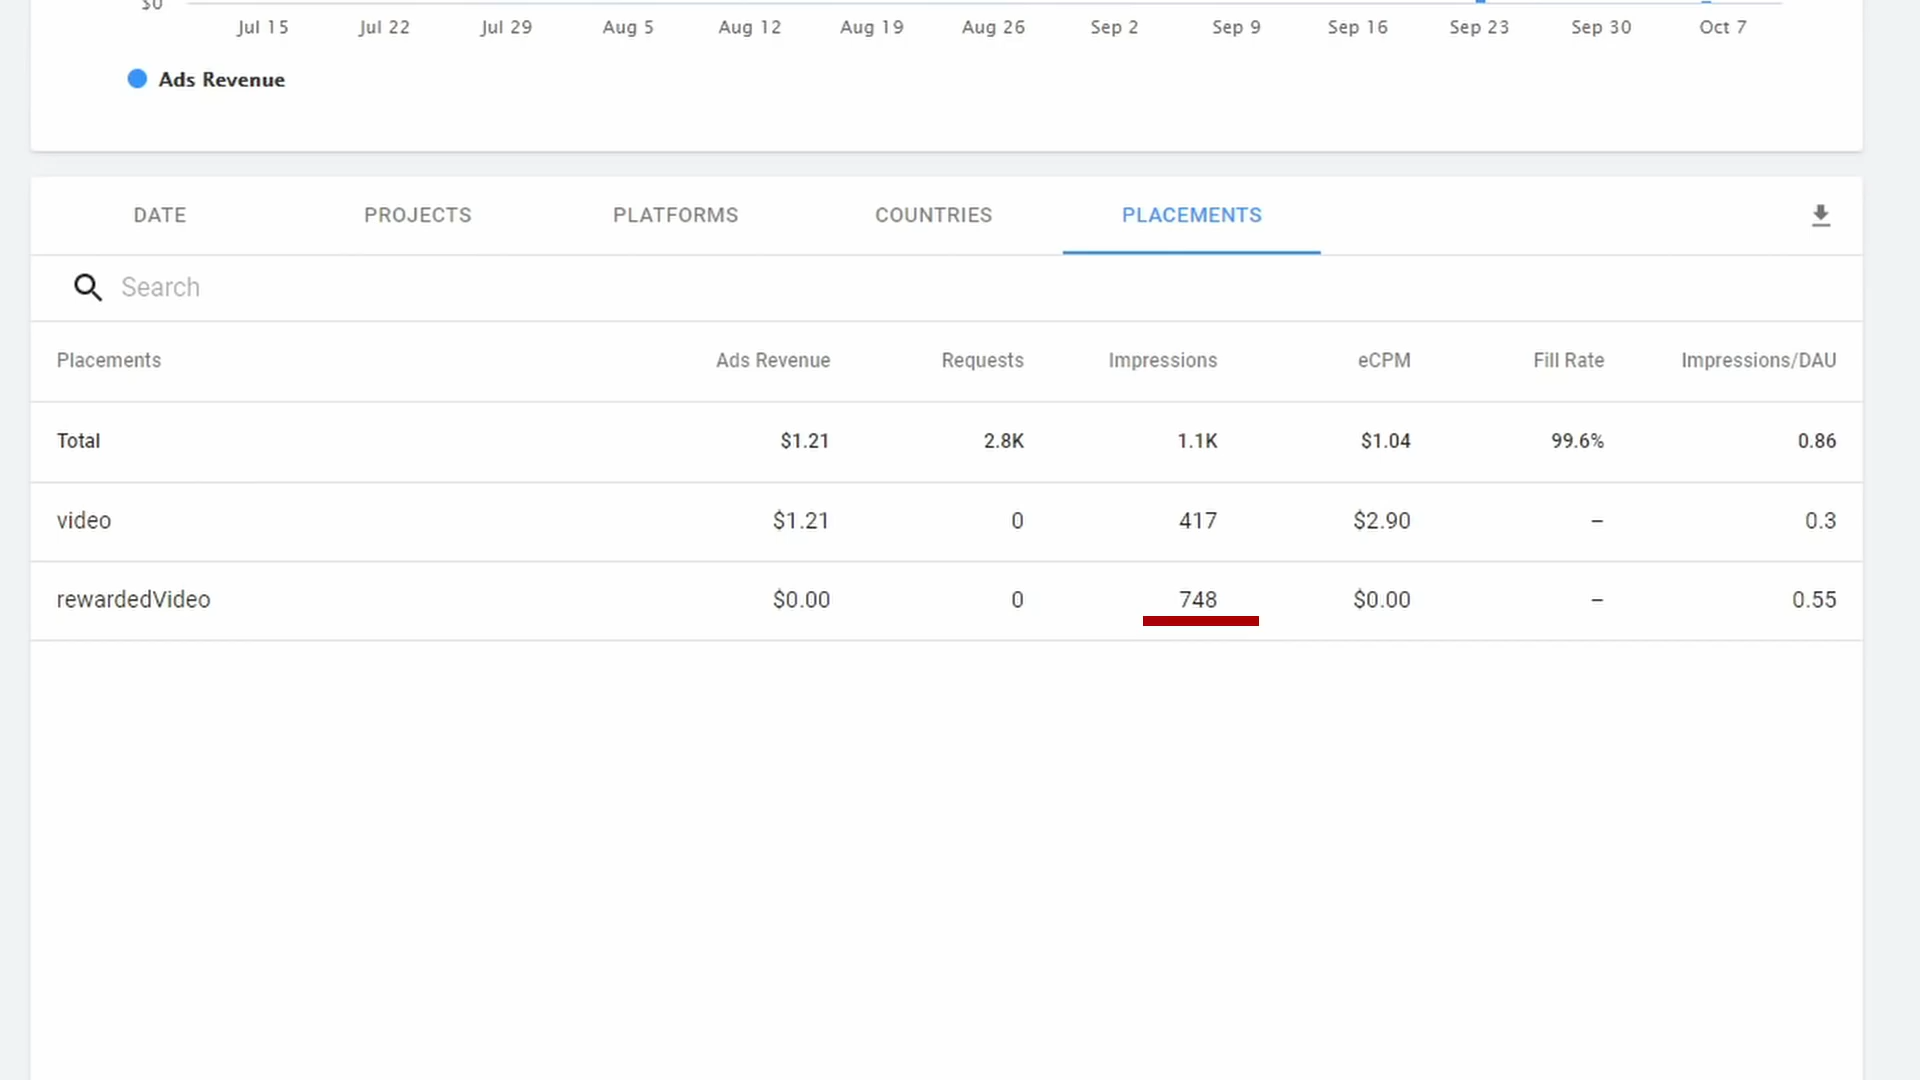 $0
Jul 15 Jul 22 Jul 29 Aug 5 Aug 12 Aug 19 Aug 26 Sep 2 Sep 9 Sep 16 Sep 23 Sep 30 Oct 7
Ads Revenue
DATE PROJECTS PLATFORMS COUNTRIES PLACEMENTS
Search
Placements Ads Revenue Requests Impressions eCPM Fill Rate Impressions/DAU
Total $1.21 2.8K 1.1K $1.04 99.6% 0.86
video $1.21 0 417 $2.90 – 0.3
rewardedVideo $0.00 0 748 $0.00 – 0.55